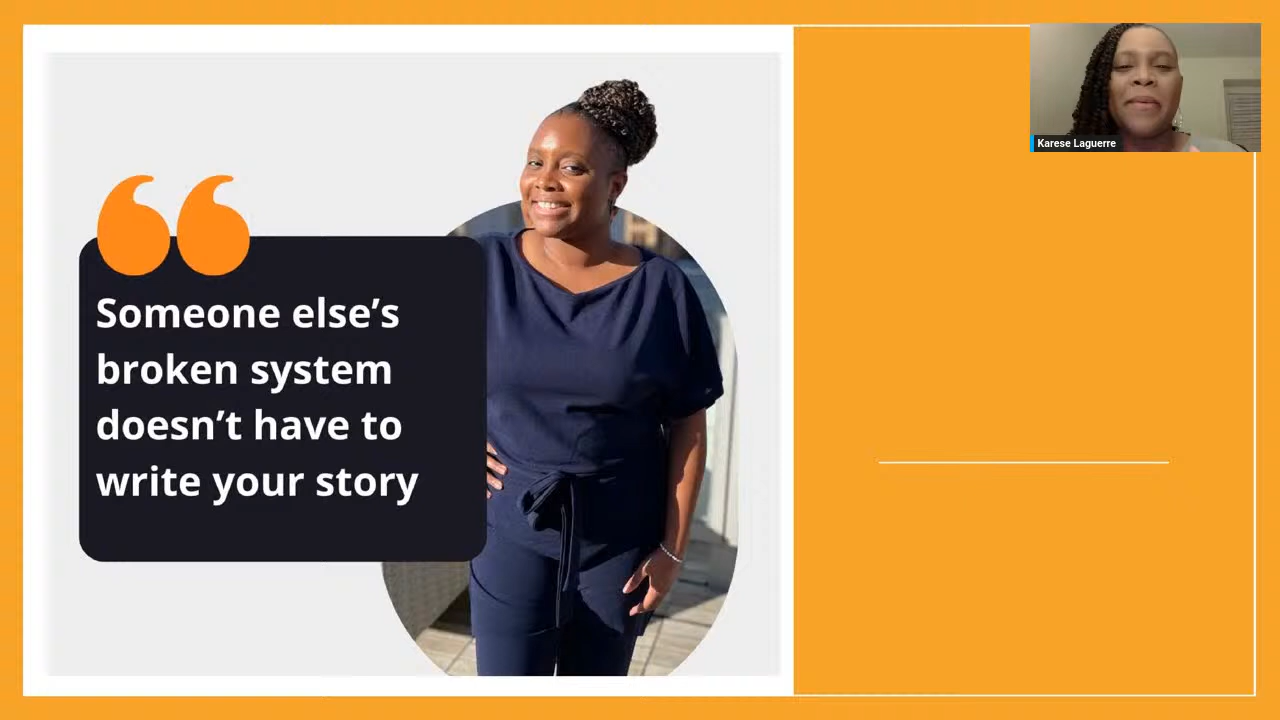 Karese Laguerre
Someone else’s
broken system
doesn’t have to
write your story